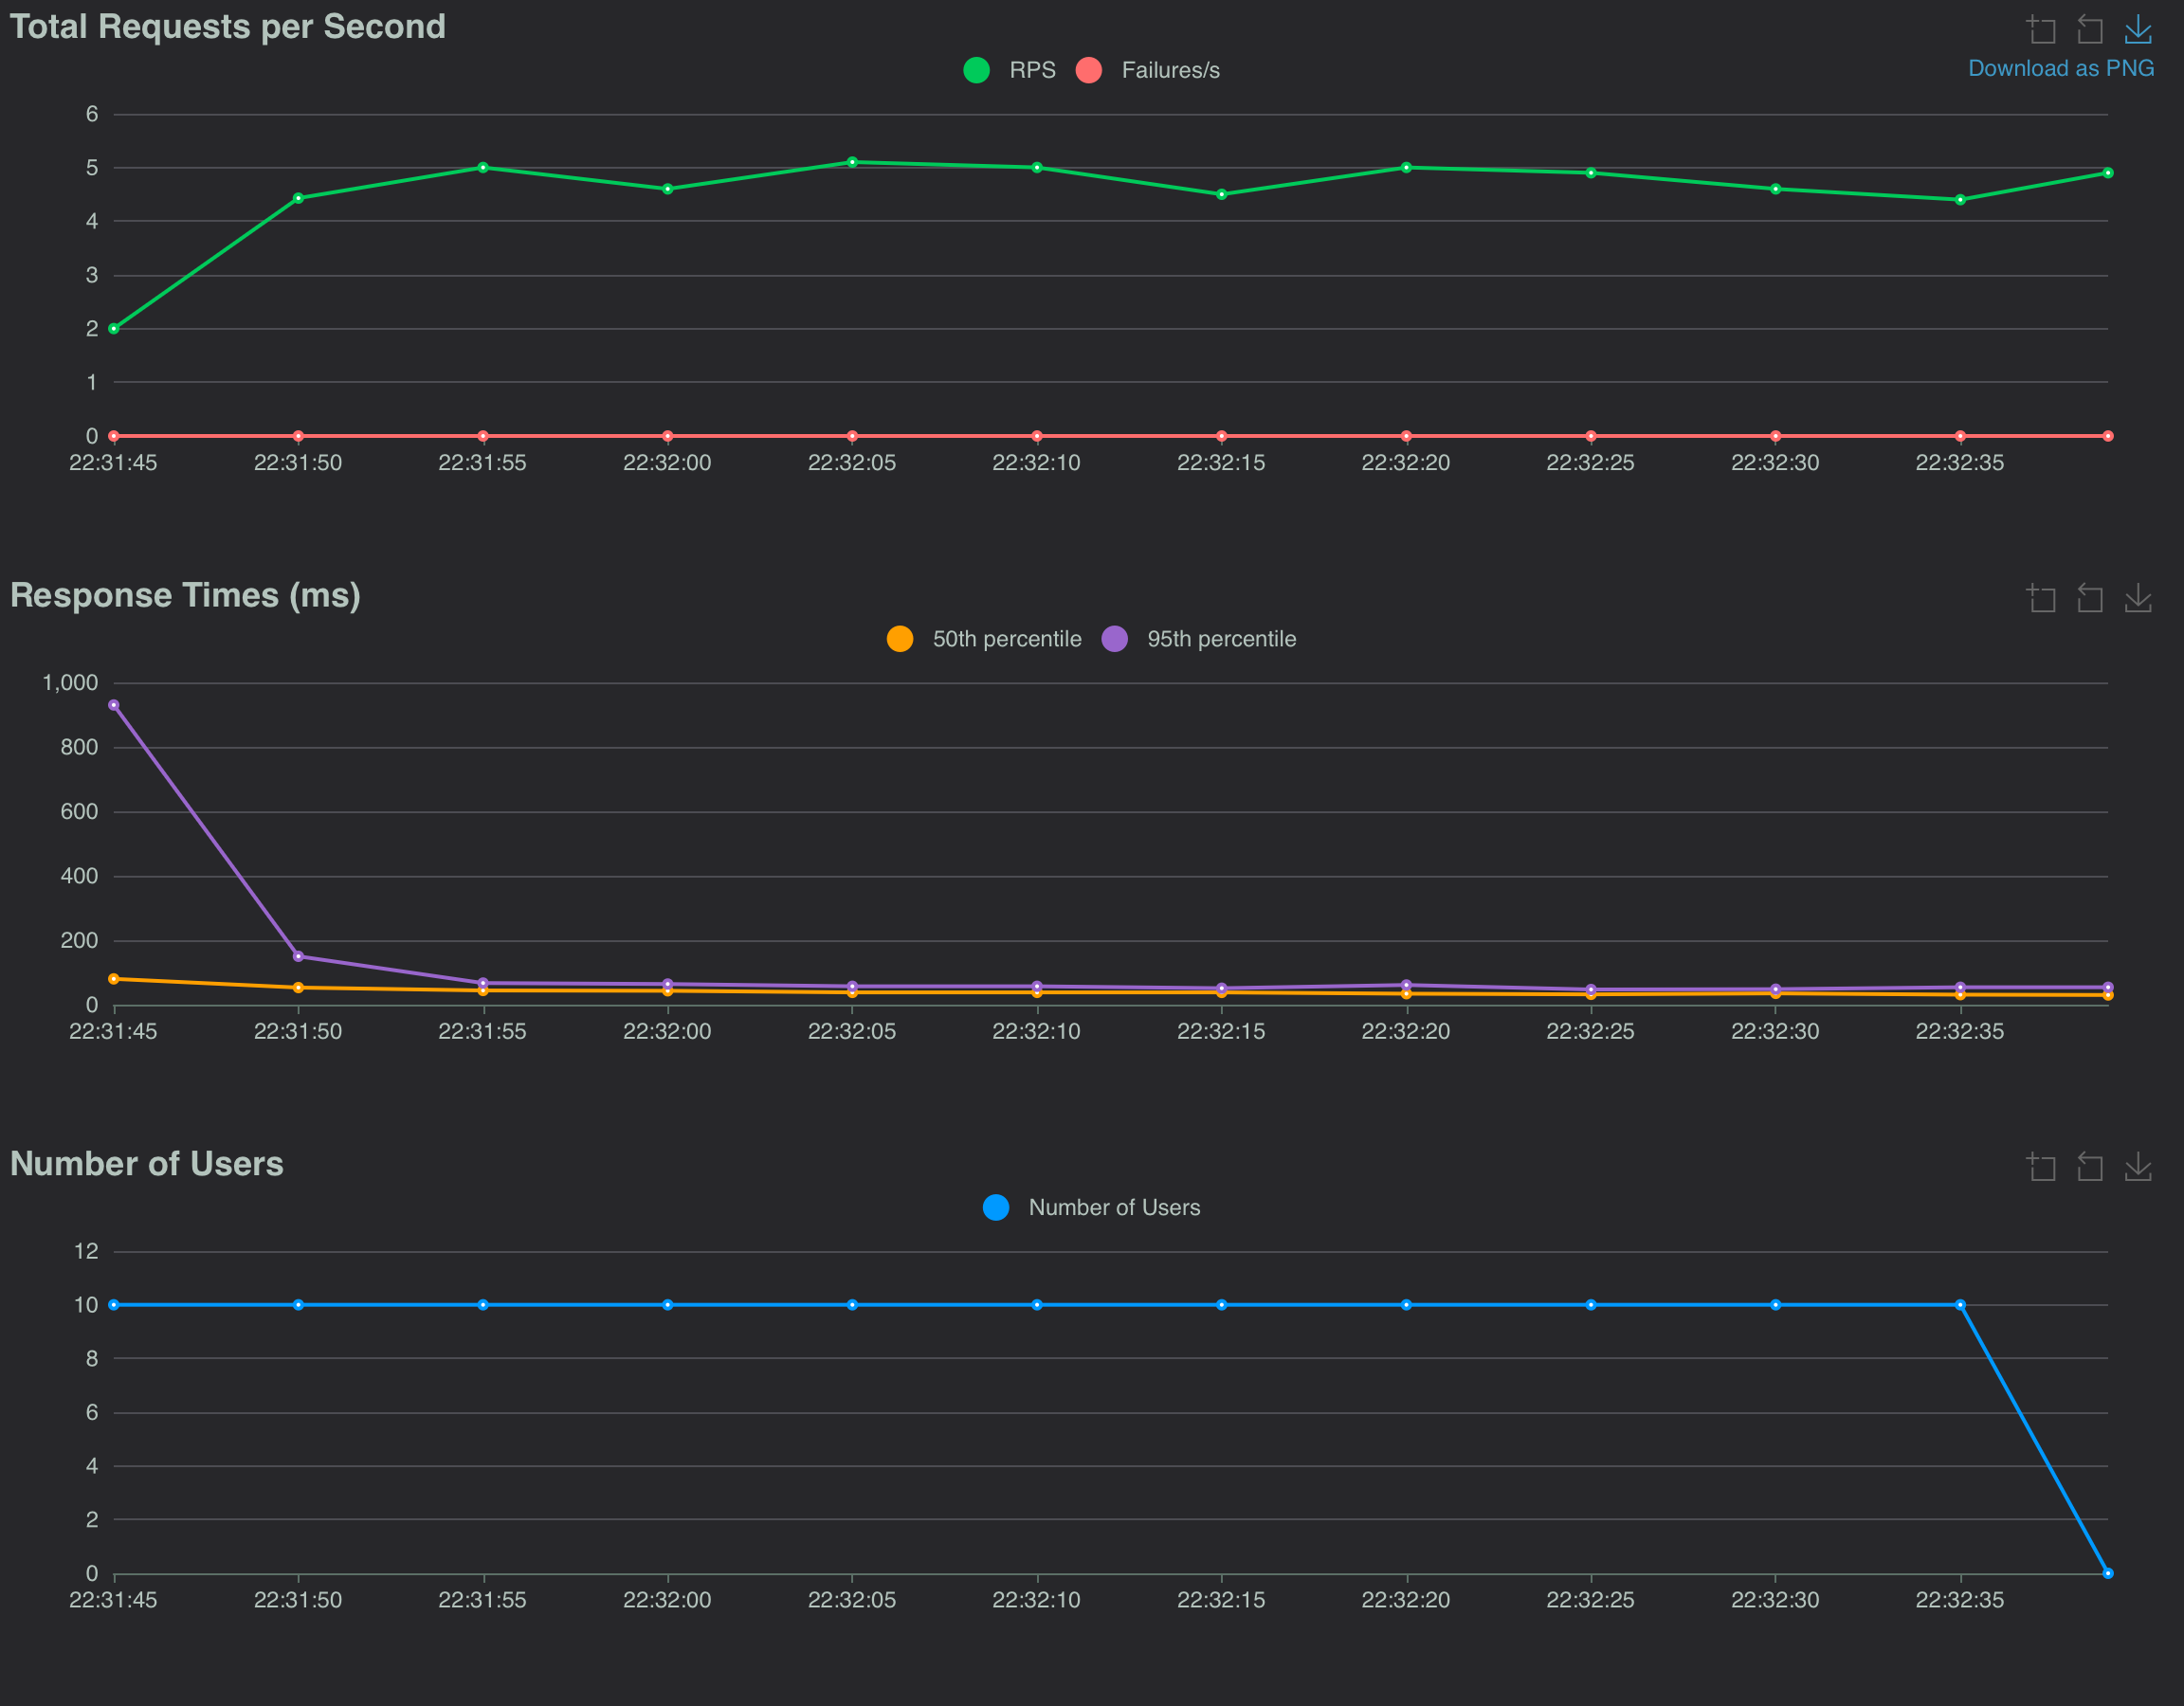 Total Requests per Second
RPS Failures/s
Download as PNG
6
5
4
3
2
1
0
22:31:45 22:31:50 22:31:55 22:32:00 22:32:05 22:32:10 22:32:15 22:32:20 22:32:25 22:32:30 22:32:35
Response Times (ms)
50th percentile 95th percentile
1,000
800
600
400
200
0
22:31:45 22:31:50 22:31:55 22:32:00 22:32:05 22:32:10 22:32:15 22:32:20 22:32:25 22:32:30 22:32:35
Number of Users
Number of Users
12
10
8
6
4
2
0
22:31:45 22:31:50 22:31:55 22:32:00 22:32:05 22:32:10 22:32:15 22:32:20 22:32:25 22:32:30 22:32:35